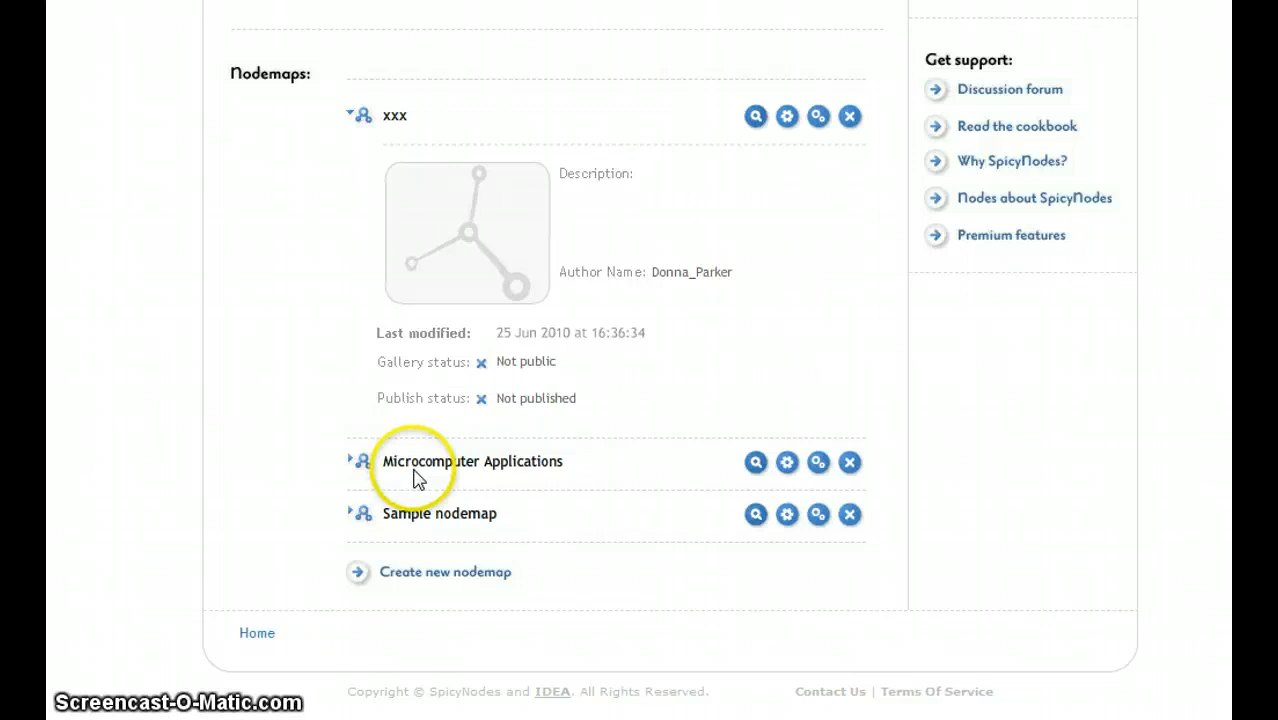 Nodemaps:
xxx
Description:
Author Name: Donna_Parker
Last modified: 25 Jun 2010 at 16:36:34
Gallery status: Not public
Publish status: Not published
Microcomputer Applications
Sample nodemap
Create new nodemap
Get support:
Discussion forum
Read the cookbook
Why SpicyNodes?
Nodes about SpicyNodes
Premium features
Home
Copyright © SpicyNodes and IDEA. All Rights Reserved.
Contact Us | Terms Of Service
Screencast-O-Matic.com